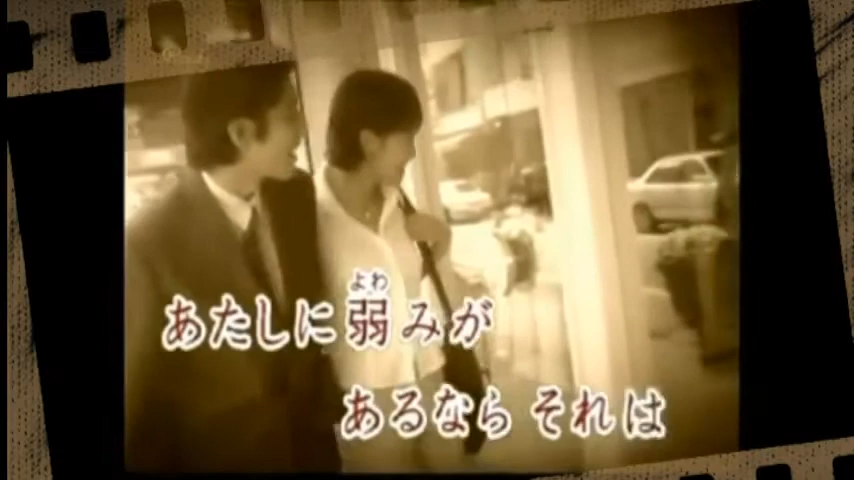 よわ
あたしに弱みが
あるなら それは